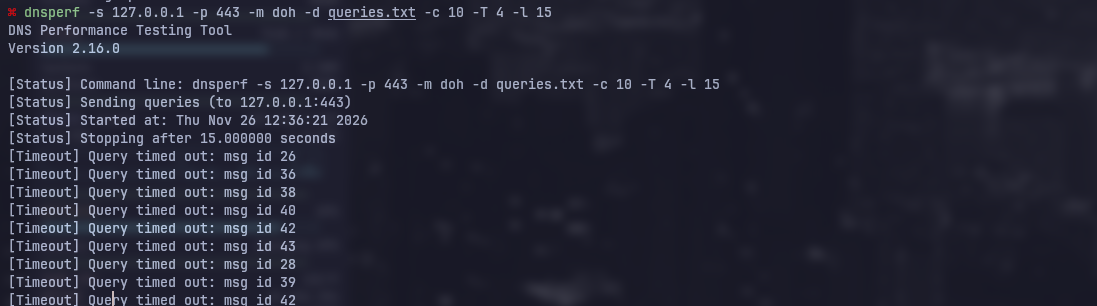 ⌘ dnsperf -s 127.0.0.1 -p 443 -m doh -d queries.txt -c 10 -T 4 -l 15
DNS Performance Testing Tool
Version 2.16.0
[Status] Command line: dnsperf -s 127.0.0.1 -p 443 -m doh -d queries.txt -c 10 -T 4 -l 15
[Status] Sending queries (to 127.0.0.1:443)
[Status] Started at: Thu Nov 26 12:36:21 2026
[Status] Stopping after 15.000000 seconds
[Timeout] Query timed out: msg id 26
[Timeout] Query timed out: msg id 36
[Timeout] Query timed out: msg id 38
[Timeout] Query timed out: msg id 40
[Timeout] Query timed out: msg id 42
[Timeout] Query timed out: msg id 43
[Timeout] Query timed out: msg id 28
[Timeout] Query timed out: msg id 39
[Timeout] Query timed out: msg id 42